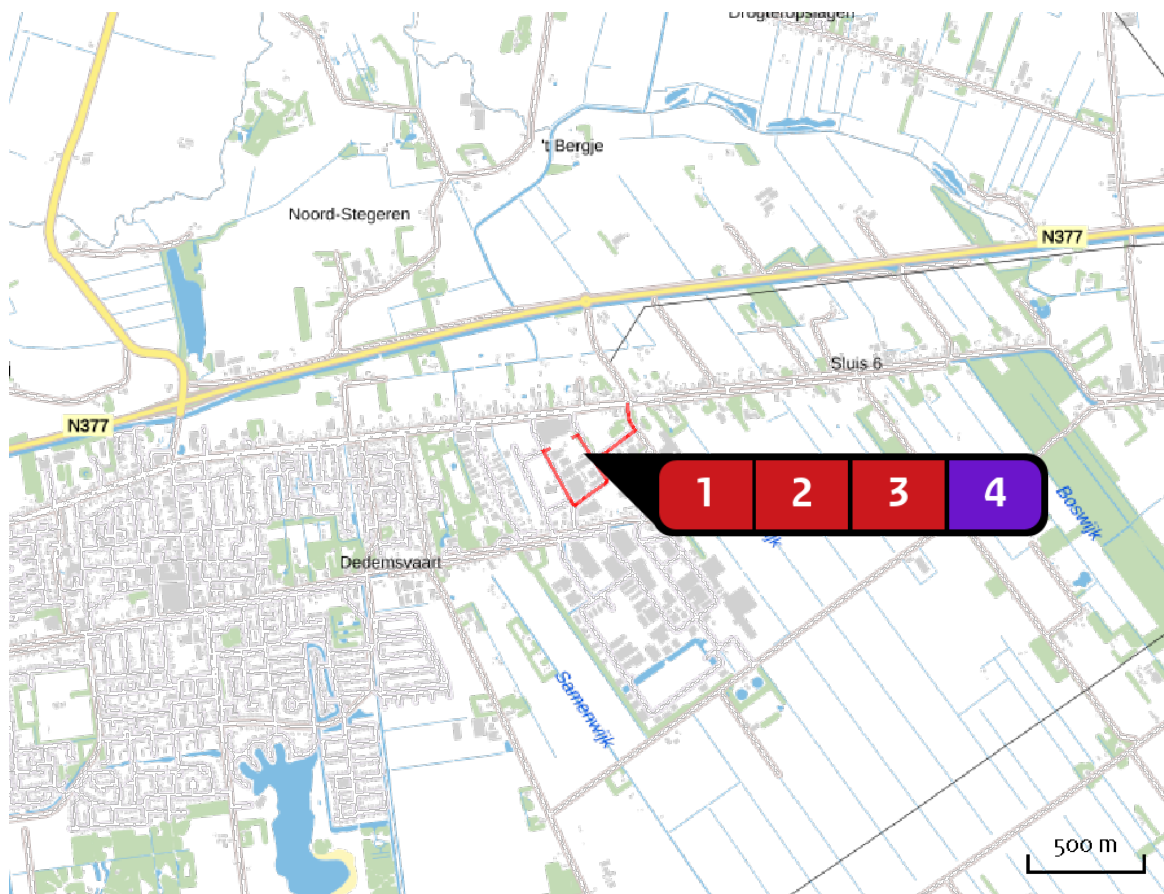 Drogteropslagen
't Bergje
Noord-Stegeren
N377
Sluis 6
N377
1 2 3 4
Boswijk
Dedemsvaart
Samenwijk
500 m